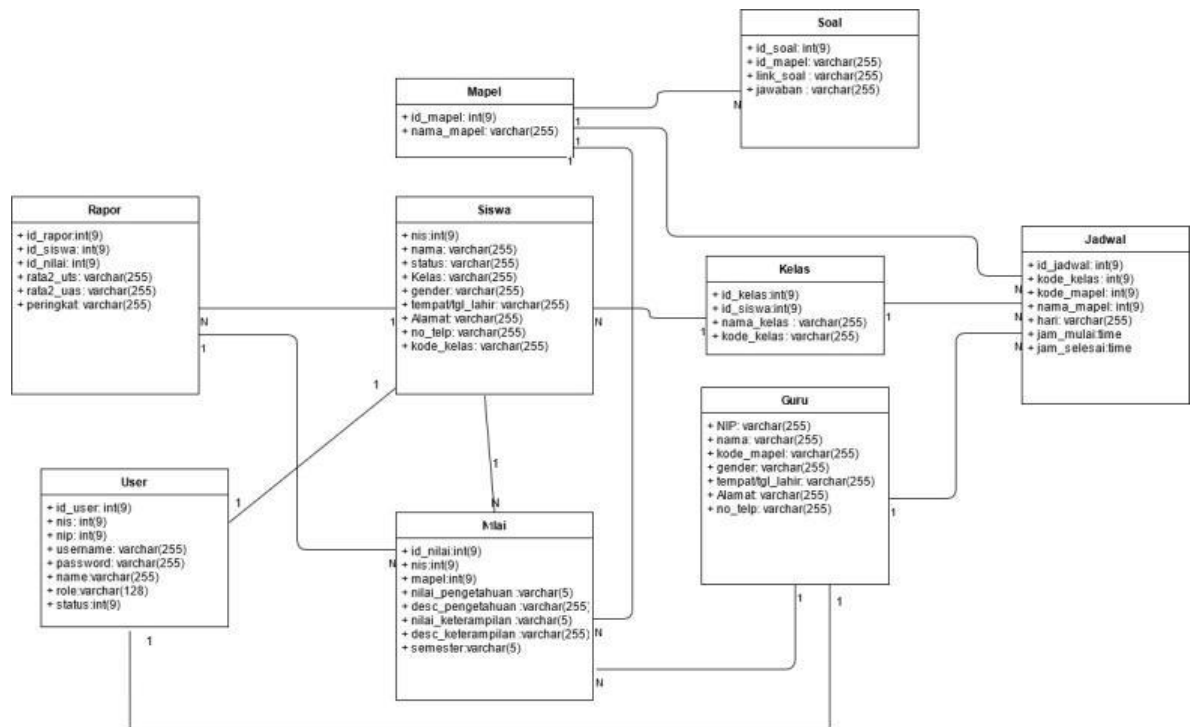 Soal
+ id_soal: int(9)
+ id_mapel: varchar(255)
+ link_soal : varchar(255)
+ jawaban : varchar(255)
N
Mapel
+ id_mapel: int(9)
+ nama_mapel: varchar(255)
1
1
1
Rapor
+ id_rapor:int(9)
+ id_siswa: int(9)
+ id_nilai: int(9)
+ rata2_uts: varchar(255)
+ rata2_uas: varchar(255)
+ peringkat: varchar(255)
N
1
Siswa
+ nis:int(9)
+ nama: varchar(255)
+ status: varchar(255)
+ Kelas: varchar(255)
+ gender: varchar(255)
+ tempat/tgl_lahir: varchar(255)
+ Alamat: varchar(255)
+ no_telp: varchar(255)
+ kode_kelas: varchar(255)
1
N
1
Kelas
+ id_kelas:int(9)
+ id_siswa:int(9)
+ nama_kelas : varchar(255)
+ kode_kelas: varchar(255)
1
1
Jadwal
+ id_jadwal: int(9)
+ kode_kelas: int(9)
+ kode_mapel: int(9)
+ nama_mapel: int(9)
+ hari: varchar(255)
+ jam_mulai:time
+ jam_selesai:time
N
N
N
Guru
+ NIP: varchar(255)
+ nama: varchar(255)
+ kode_mapel: varchar(255)
+ gender: varchar(255)
+ tempat/tgl_lahir: varchar(255)
+ Alamat: varchar(255)
+ no_telp: varchar(255)
1
1
1
User
+ id_user: int(9)
+ nis: int(9)
+ nip: int(9)
+ username: varchar(255)
+ password: varchar(255)
+ name:varchar(255)
+ role:varchar(128)
+ status:int(9)
1
1
1
N
Nilai
+ id_nilai:int(9)
+ nis:int(9)
+ mapel:int(9)
+ nilai_pengetahuan :varchar(5)
+ desc_pengetahuan :varchar(255)
+ nilai_keterampilan :varchar(5)
+ desc_keterampilan :varchar(255)
+ semester:varchar(5)
N
N
N